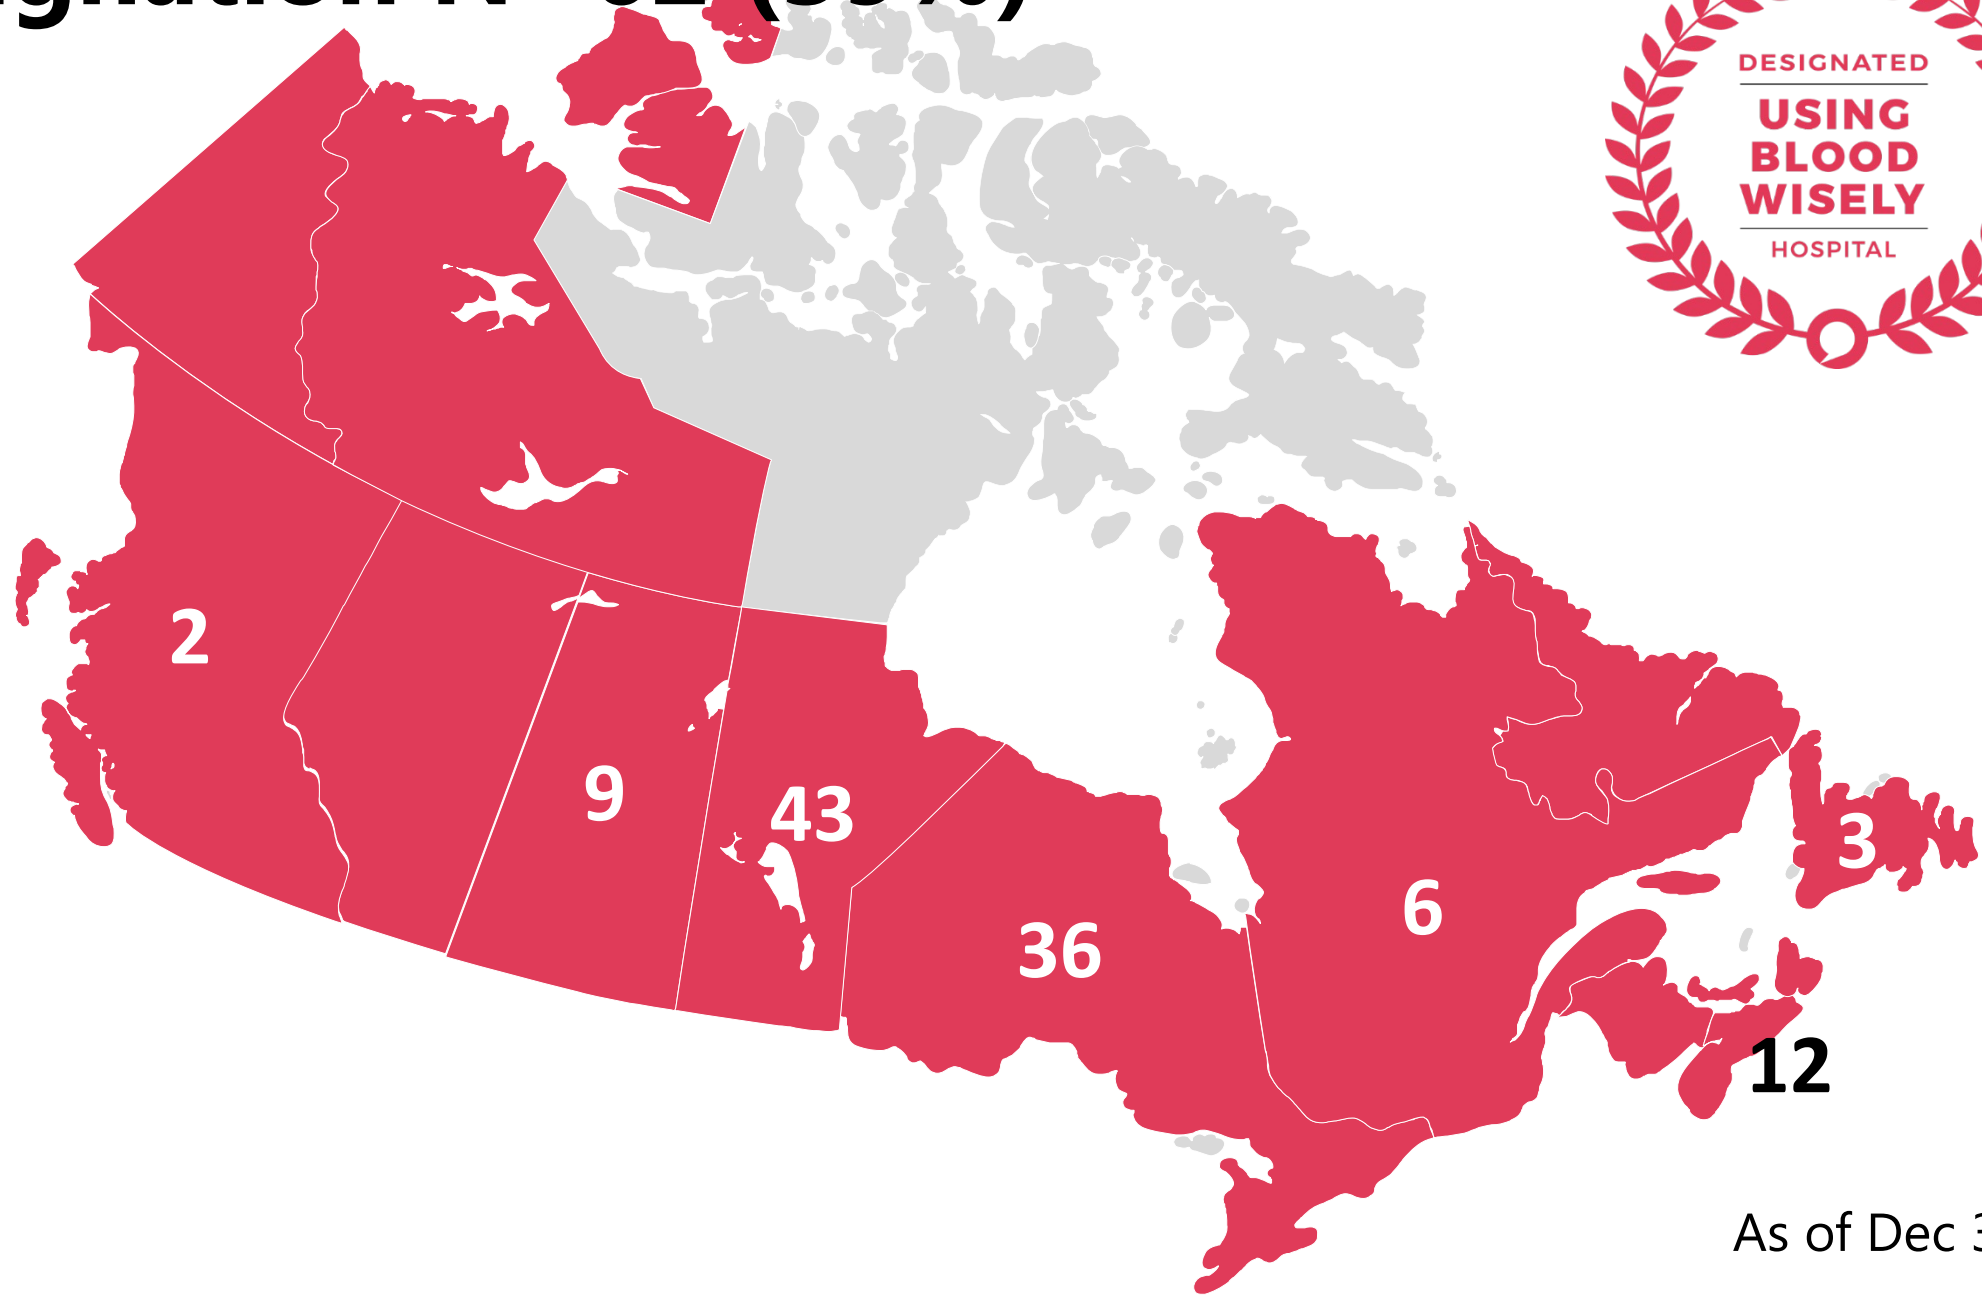 DESIGNATED
USING
BLOOD
WISELY
HOSPITAL
2
9
43
36
6
3
12
As of Dec